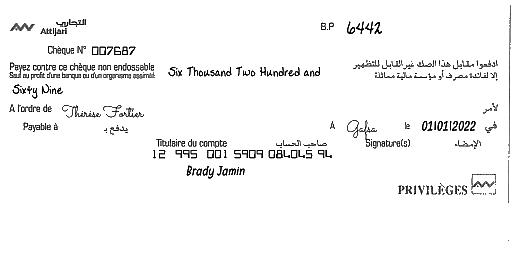 التجاري
Attijari
B.P 6442
Chèque N° 007687
Payez contre ce chèque non endossable
Sauf au profit d'une banque ou d'un organisme assimilé
Six Thousand Two Hundred and
ادفعوا مقابل هذا الصك غير القابل للتظهير
إلا لفائدة مصرف أو مؤسسة مالية مماثلة
Sixty Nine
A l'ordre de Thérèse Fortier لأمر
Payable à يدفع بـ
A Gafsa le 01/01/2022 في
Titulaire du compte صاحب الحساب Signature(s) الإمضاء
12 995 001 5909 084045 94
Brady Jamin
PRIVILÈGES